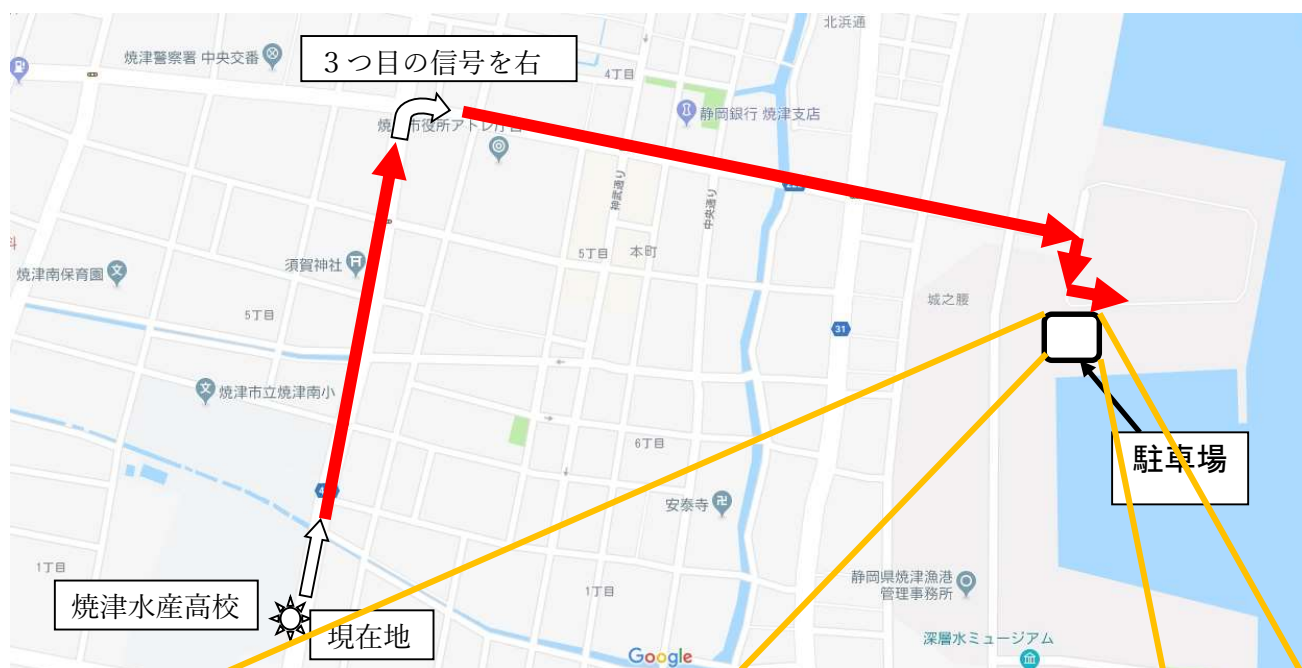 北浜通
焼津警察署 中央交番
３つ目の信号を右
4丁目
静岡銀行 焼津支店
焼
市役所アトレ庁
神武通り
中央通り
5丁目
本町
須賀神社
焼津南保育園
城之腰
5丁目
31
焼津市立焼津南小
6丁目
駐車場
安泰寺
1丁目
静岡県焼津漁港
管理事務所
1丁目
焼津水産高校
現在地
深層水ミュージアム
Google